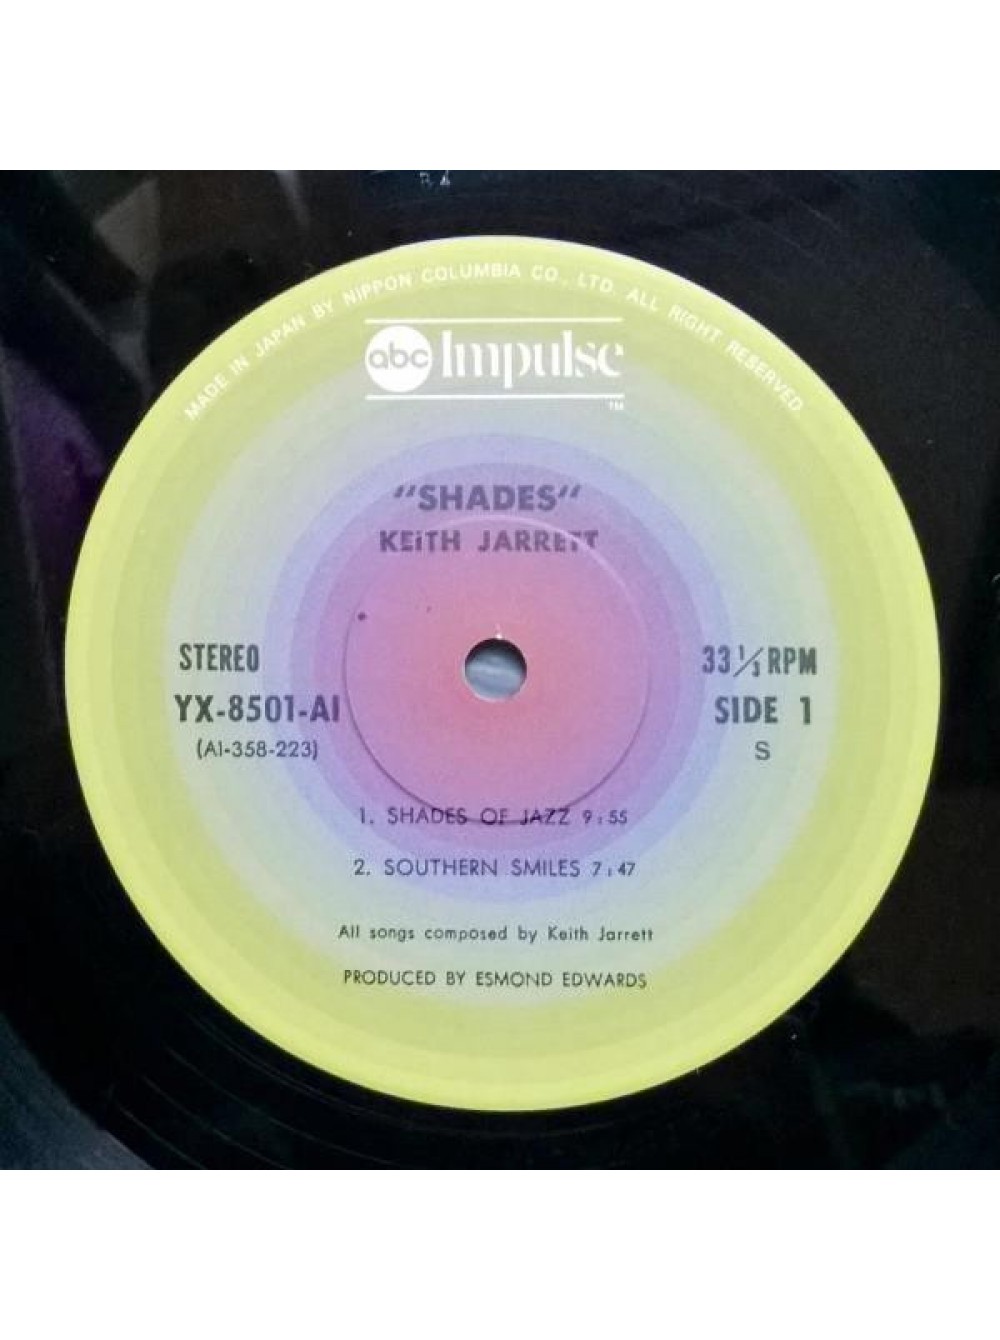 MADE IN JAPAN BY NIPPON COLUMBIA CO., LTD. ALL RIGHT RESERVED
abc Impulse
TM
"SHADES"
KEiTH JARRETT
STEREO
33 1/3 RPM
YX-8501-AI
SIDE 1
(AI-358-223)
S
1. SHADES OF JAZZ 9:55
2. SOUTHERN SMILES 7:47
All songs composed by Keith Jarrett
PRODUCED BY ESMOND EDWARDS